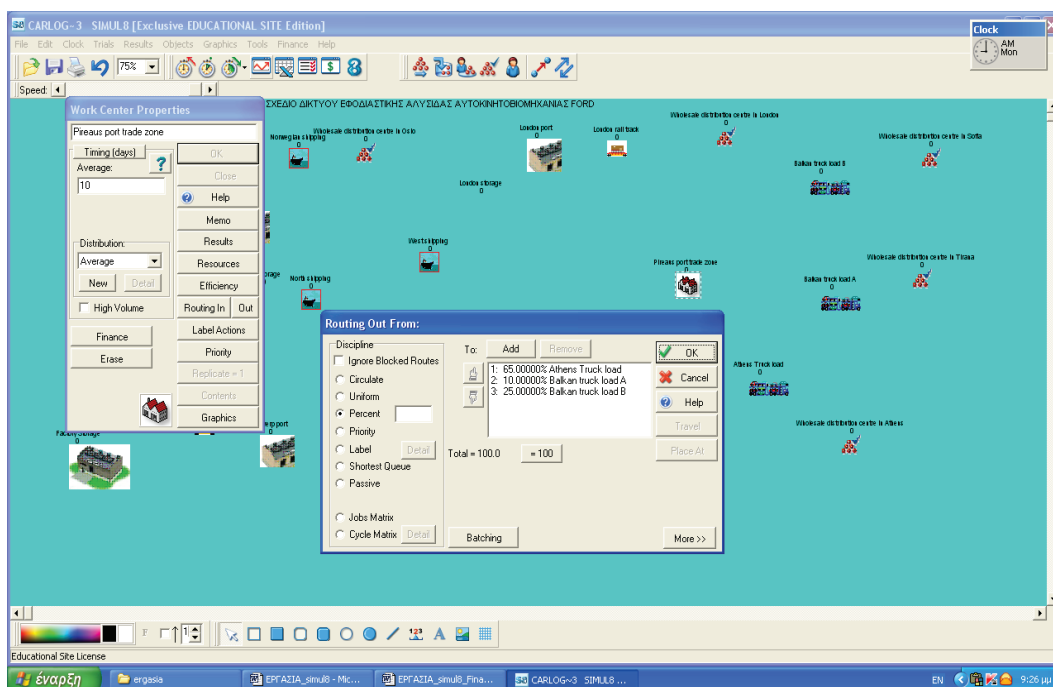 CARLOG~3 SIMUL8 [Exclusive EDUCATIONAL SITE Edition]
File Edit Clock Trials Results Objects Graphics Tools Finance Help
75%
Speed:
Clock
AM
Mon
ΣΧΕΔΙΟ ΔΙΚΤΥΟΥ ΕΦΟΔΙΑΣΤΙΚΗΣ ΑΛΥΣΙΔΑΣ ΑΥΤΟΚΙΝΗΤΟΒΙΟΜΗΧΑΝΙΑΣ FORD
Norwegian shipping
0
Wholesale distribution centre in Oslo
0
London port
0
London rail track
0
Wholesale distribution centre in London
0
Wholesale distribution centre in Sofia
0
Balkan truck load B
0
London storage
0
West shipping
0
North shipping
0
Pireaus port trade zone
0
Wholesale distribution centre in Tirana
0
Balkan truck load A
0
Athens Truck load
0
Wholesale distribution centre in Athens
0
Factory Storage
0
port
0
Work Center Properties
Pireaus port trade zone
Timing (days)
?
Average:
10
Distribution:
Average
New Detail
High Volume
Finance
Erase
OK
Close
Help
Memo
Results
Resources
Efficiency
Routing In Out
Label Actions
Priority
Replicate = 1
Contents
Graphics
Routing Out From:
Discipline
Ignore Blocked Routes
Circulate
Uniform
Percent
Priority
Label Detail
Shortest Queue
Passive
Jobs Matrix
Cycle Matrix Detail
To: Add Remove
1: 65.00000% Athens Truck load
2: 10.00000% Balkan truck load A
3: 25.00000% Balkan truck load B
Total = 100.0 = 100
Batching
OK
Cancel
Help
Travel
Place At
More >>
F 1 123 A
Educational Site License
έναρξη ergasia ΕΡΓΑΣΙΑ_simul8 - Mic... ΕΡΓΑΣΙΑ_simul8_Fina... CARLOG~3 SIMUL8 ... EN 9:26 μμ